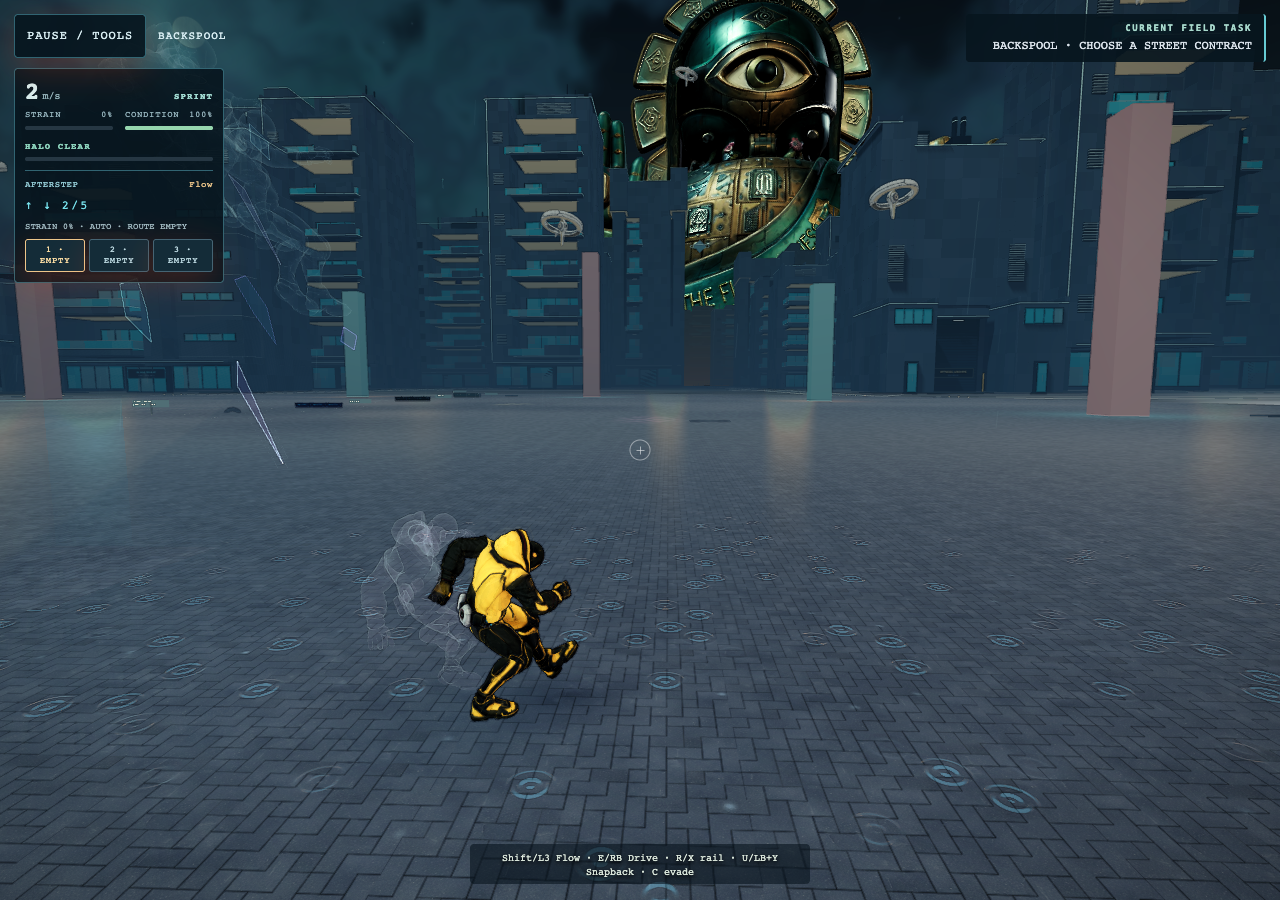 PAUSE / TOOLS
BACKSPOOL
CURRENT FIELD TASK
BACKSPOOL · CHOOSE A STREET CONTRACT
2 m/s
SPRINT
STRAIN 0%
CONDITION 100%
HALO CLEAR
AFTERSTEP
Flow
↑ ↓ 2/5
STRAIN 0% · AUTO · ROUTE EMPTY
1 · EMPTY
2 · EMPTY
3 · EMPTY
THE
Shift/L3 Flow · E/RB Drive · R/X rail · U/LB+Y
Snapback · C evade